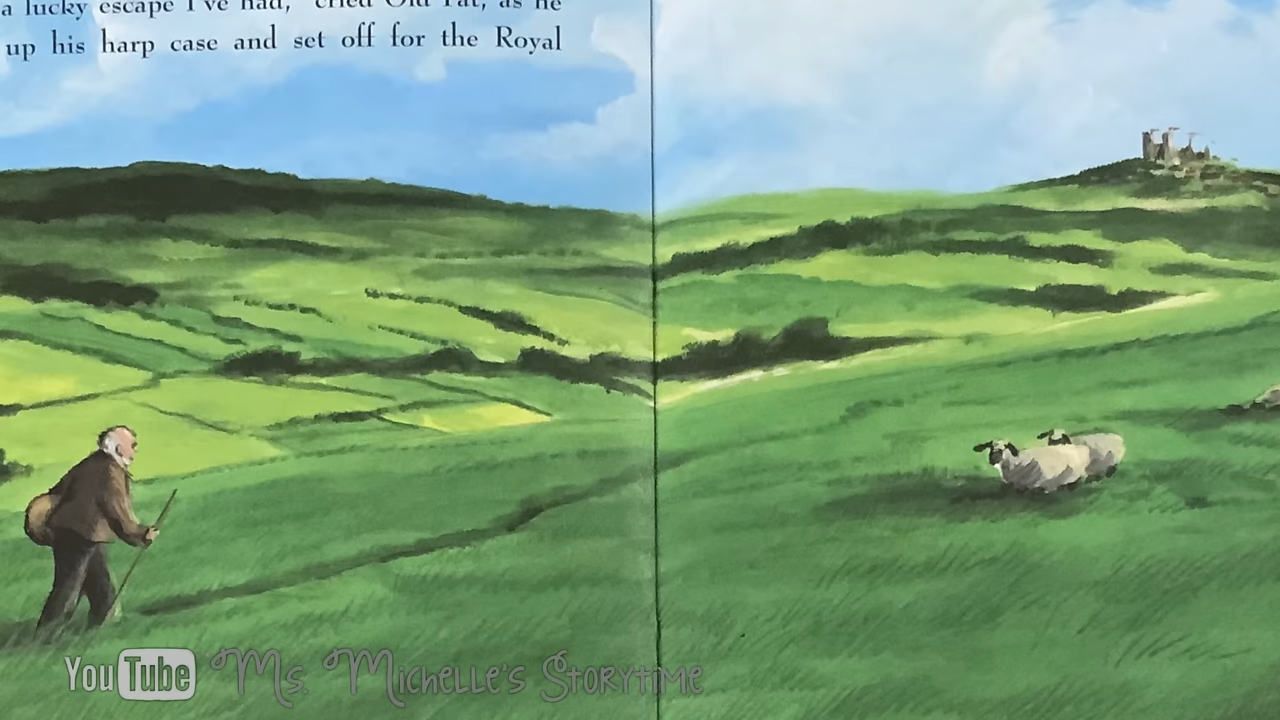 a lucky escape I've had," cried Old Pat, as he
up his harp case and set off for the Royal
YouTube Ms. Michelle's Storytime